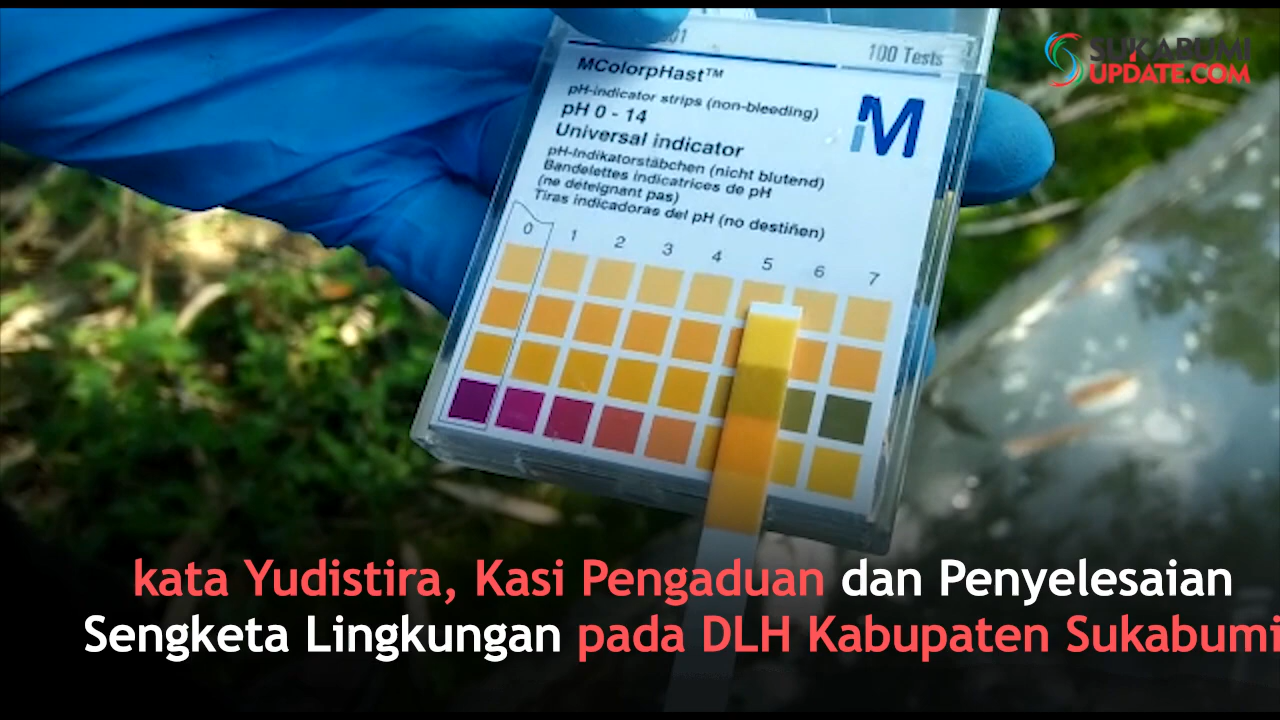 01
100 Tests
SUKABUMI
UPDATE.COM
MColorpHast™
pH-indicator strips (non-bleeding)
pH 0 - 14
Universal indicator
pH-Indikatorstäbchen (nicht blutend)
Bandelettes indicatrices de pH
(ne déteignant pas)
Tiras indicadoras del pH (no destiñen)
M
0 1 2 3 4 5 6 7
kata Yudistira, Kasi Pengaduan dan Penyelesaian
Sengketa Lingkungan pada DLH Kabupaten Sukabumi